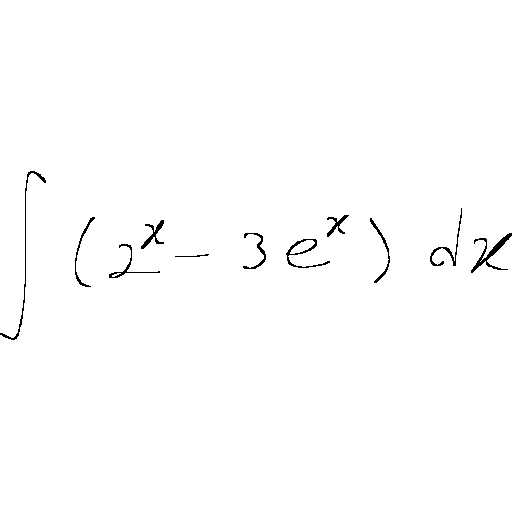 ∫ (2^x - 3e^x) dx